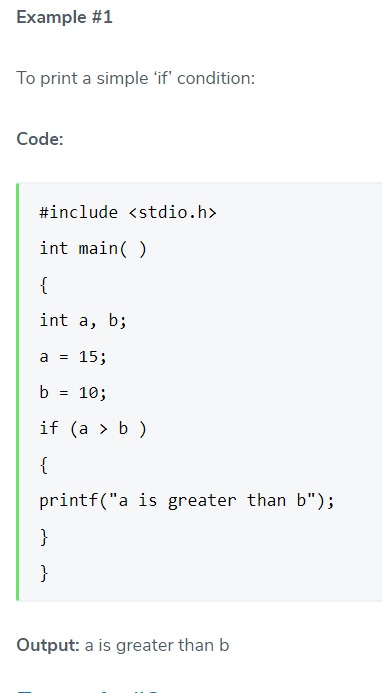 Example #1
To print a simple ‘if’ condition:
Code:
#include <stdio.h>
int main( )
{
int a, b;
a = 15;
b = 10;
if (a > b )
{
printf("a is greater than b");
}
}
Output: a is greater than b